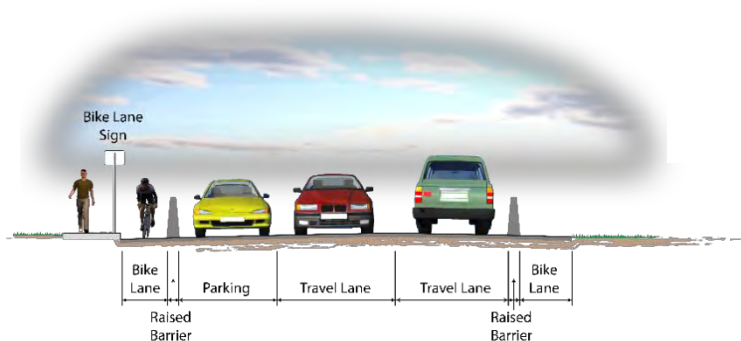 Bike Lane
Sign
Bike
Lane
Parking
Travel Lane
Travel Lane
Bike
Lane
Raised
Barrier
Raised
Barrier